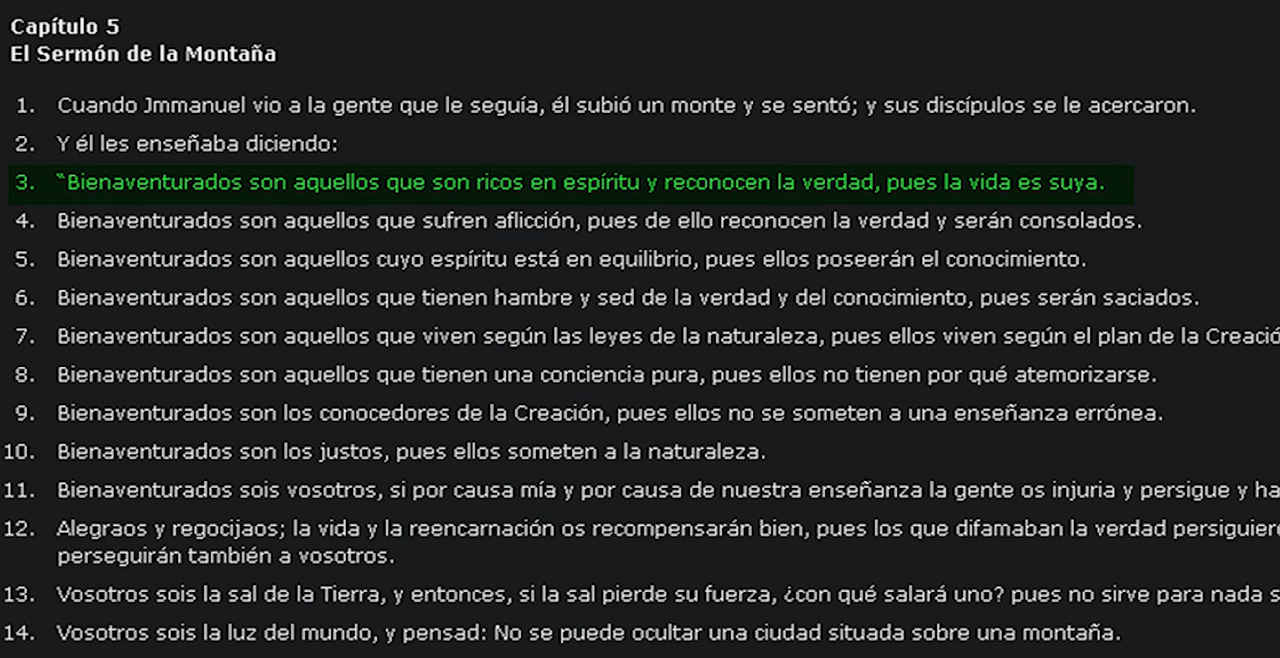 Capítulo 5
El Sermón de la Montaña
1. Cuando Jmmanuel vio a la gente que le seguía, él subió un monte y se sentó; y sus discípulos se le acercaron.
2. Y él les enseñaba diciendo:
3. “Bienaventurados son aquellos que son ricos en espíritu y reconocen la verdad, pues la vida es suya.
4. Bienaventurados son aquellos que sufren aflicción, pues de ello reconocen la verdad y serán consolados.
5. Bienaventurados son aquellos cuyo espíritu está en equilibrio, pues ellos poseerán el conocimiento.
6. Bienaventurados son aquellos que tienen hambre y sed de la verdad y del conocimiento, pues serán saciados.
7. Bienaventurados son aquellos que viven según las leyes de la naturaleza, pues ellos viven según el plan de la Creació
8. Bienaventurados son aquellos que tienen una conciencia pura, pues ellos no tienen por qué atemorizarse.
9. Bienaventurados son los conocedores de la Creación, pues ellos no se someten a una enseñanza errónea.
10. Bienaventurados son los justos, pues ellos someten a la naturaleza.
11. Bienaventurados sois vosotros, si por causa mía y por causa de nuestra enseñanza la gente os injuria y persigue y ha
12. Alegraos y regocijaos; la vida y la reencarnación os recompensarán bien, pues los que difamaban la verdad persiguier
perseguirán también a vosotros.
13. Vosotros sois la sal de la Tierra, y entonces, si la sal pierde su fuerza, ¿con qué salará uno? pues no sirve para nada s
14. Vosotros sois la luz del mundo, y pensad: No se puede ocultar una ciudad situada sobre una montaña.